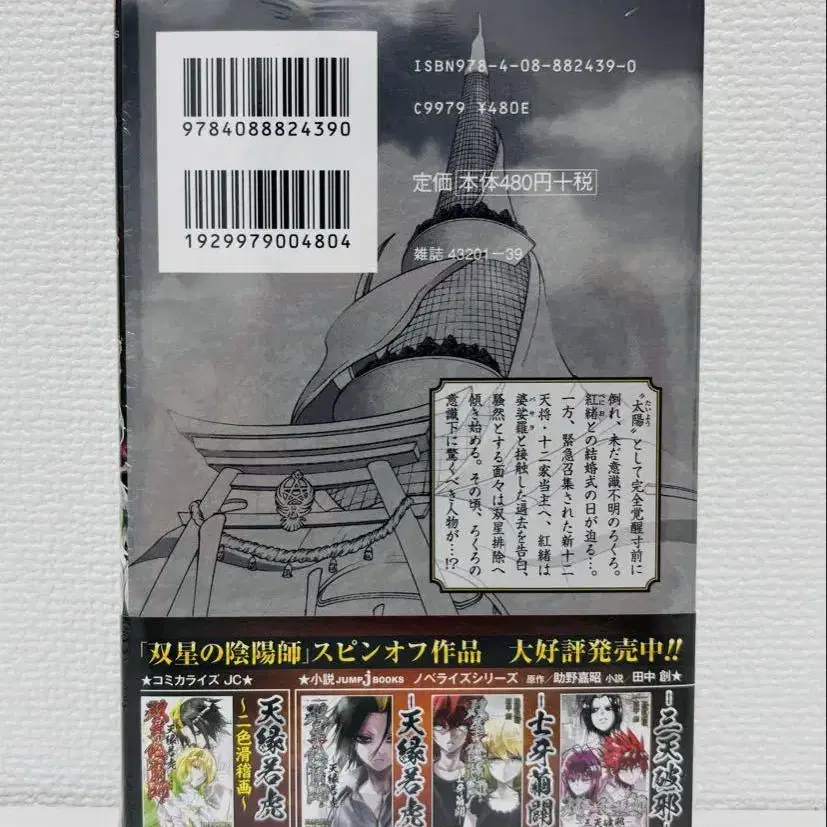 9784088824390
1929979004804
ISBN978-4-08-882439-0
C9979 ¥480E
定価 本体480円+税
雑誌 43201-39
“太陽”として完全覚醒寸前に
倒れ、未だ意識不明のろくろ。
紅緒との結婚式の日が迫る…。
一方、緊急召集された新十二
天将・十二家当主へ、紅緒は
婆娑羅と接触した過去を告白、
騒然とする面々は双星排除へ
傾き始める。その頃、ろくろの
意識下に驚くべき人物が…!?
「双星の陰陽師」スピンオフ作品 大好評発売中!!
★コミカライズ JC★
★小説 JUMP j BOOKS ノベライズシリーズ 原作/助野嘉昭 小説 田中 創★
天縁若虎
〜二色滑稽画〜
天縁若虎
士牙繭闘
三天破邪